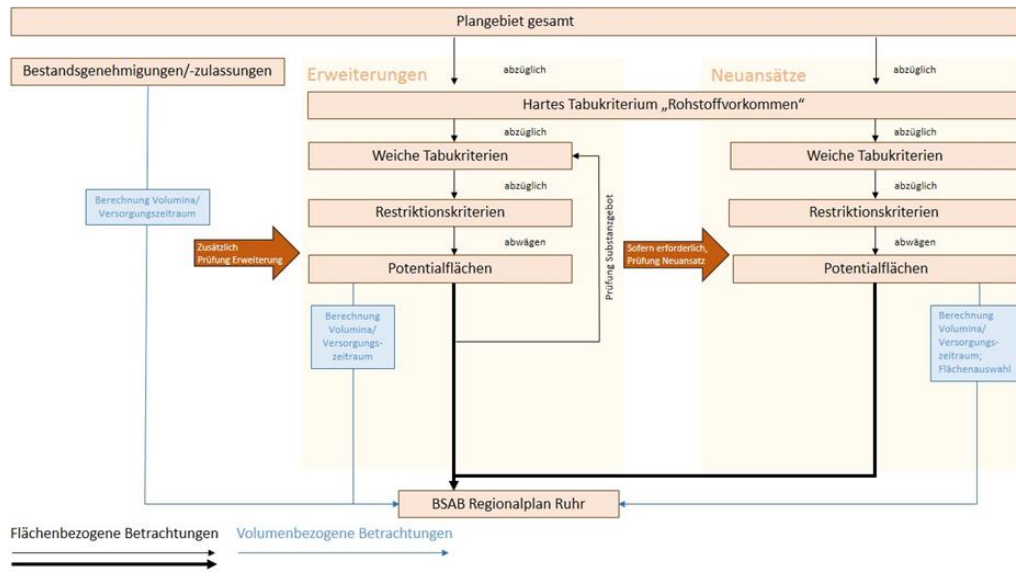 Plangebiet gesamt
Bestandsgenehmigungen/-zulassungen
Erweiterungen
abzüglich
Neuansätze
abzüglich
Hartes Tabukriterium „Rohstoffvorkommen“
abzüglich
abzüglich
Weiche Tabukriterien
Weiche Tabukriterien
abzüglich
abzüglich
Berechnung Volumina/
Versorgungszeitraum
Restriktionskriterien
Restriktionskriterien
Zusätzlich
Prüfung Erweiterung
abwägen
Prüfung Substanzgebot
Sofern erforderlich,
Prüfung Neuansatz
abwägen
Potentialflächen
Potentialflächen
Berechnung
Volumina/
Versorgungs-
zeitraum
Berechnung
Volumina/
Versorgungs-
zeitraum;
Flächenauswahl
BSAB Regionalplan Ruhr
Flächenbezogene Betrachtungen
Volumenbezogene Betrachtungen